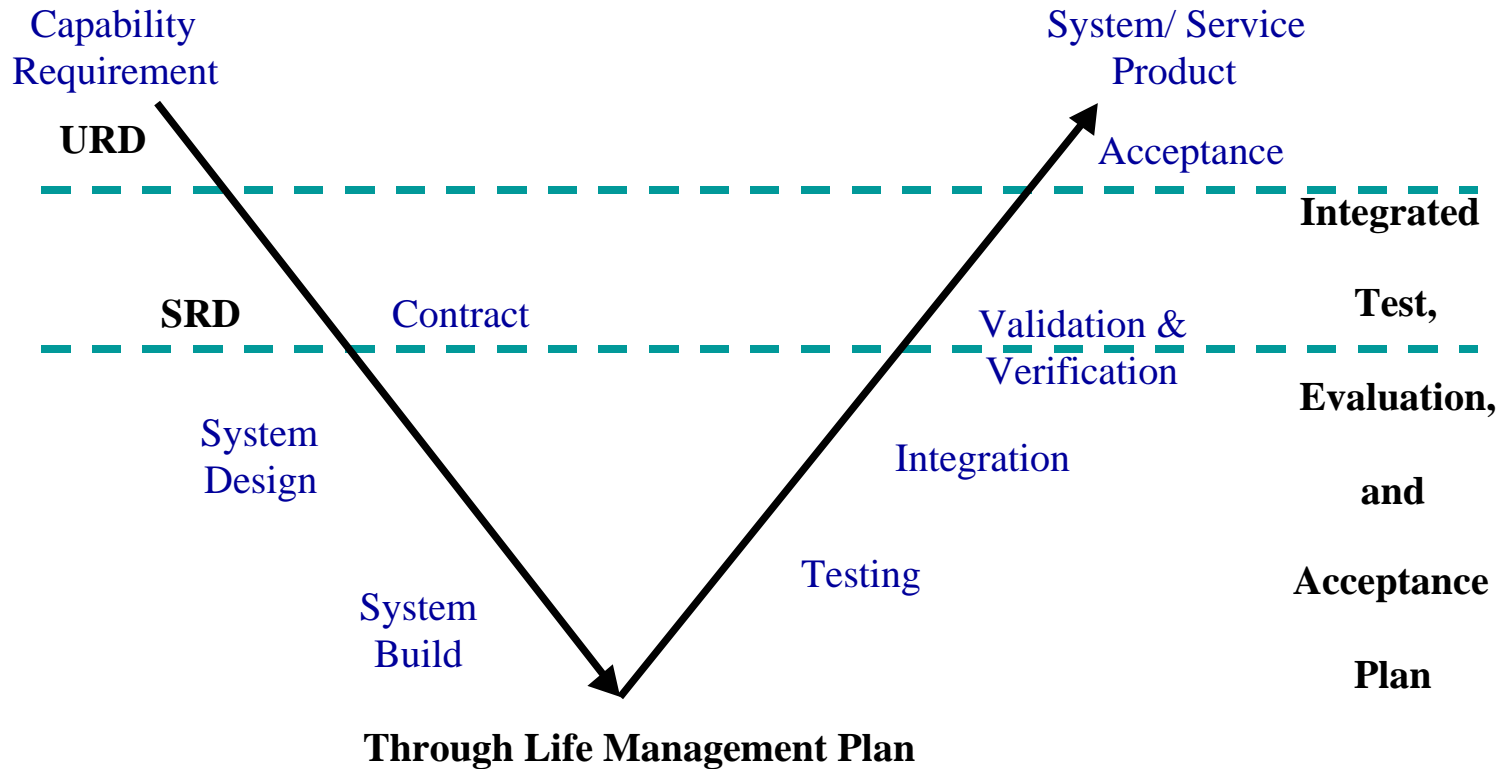 Capability
Requirement
System/ Service
Product
URD
Acceptance
Integrated
Test,
Evaluation,
and
Acceptance
Plan
SRD
Contract
Validation &
Verification
System
Design
Integration
Testing
System
Build
Through Life Management Plan